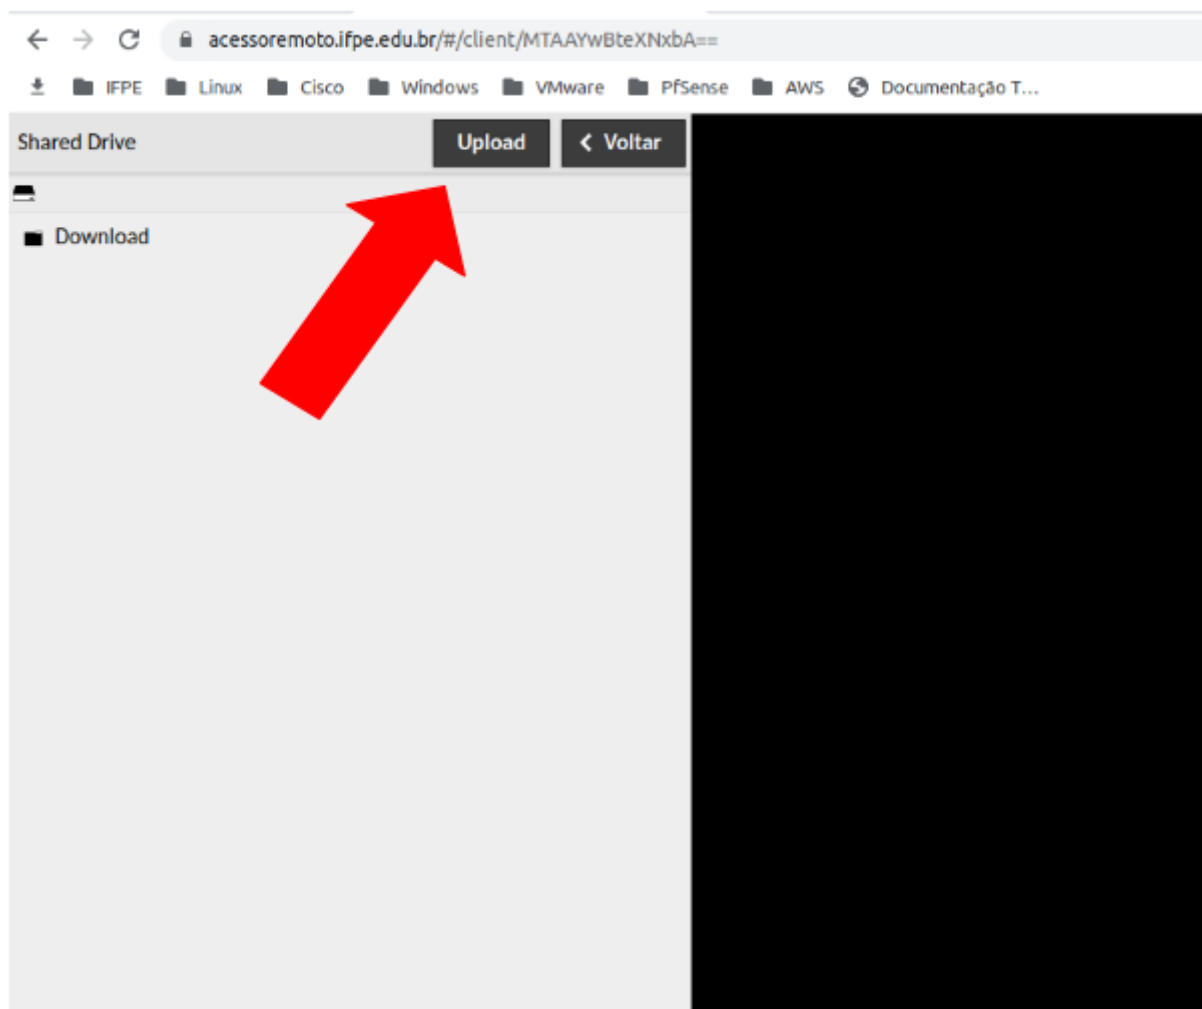 acessoremoto.ifpe.edu.br/#/client/MTAAYwBteXNxbA==
IFPE Linux Cisco Windows VMware PfSense AWS Documentação T...
Shared Drive Upload Voltar
Download